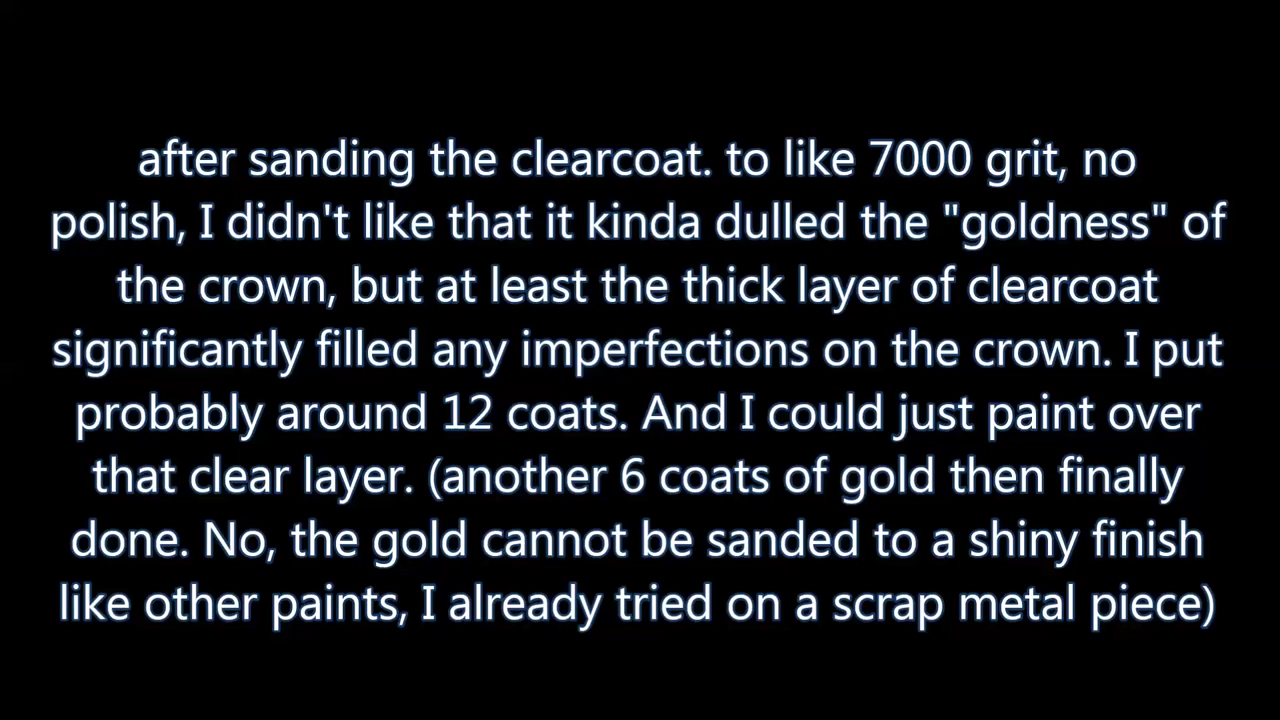 after sanding the clearcoat. to like 7000 grit, no
polish, I didn't like that it kinda dulled the "goldness" of
the crown, but at least the thick layer of clearcoat
significantly filled any imperfections on the crown. I put
probably around 12 coats. And I could just paint over
that clear layer. (another 6 coats of gold then finally
done. No, the gold cannot be sanded to a shiny finish
like other paints, I already tried on a scrap metal piece)